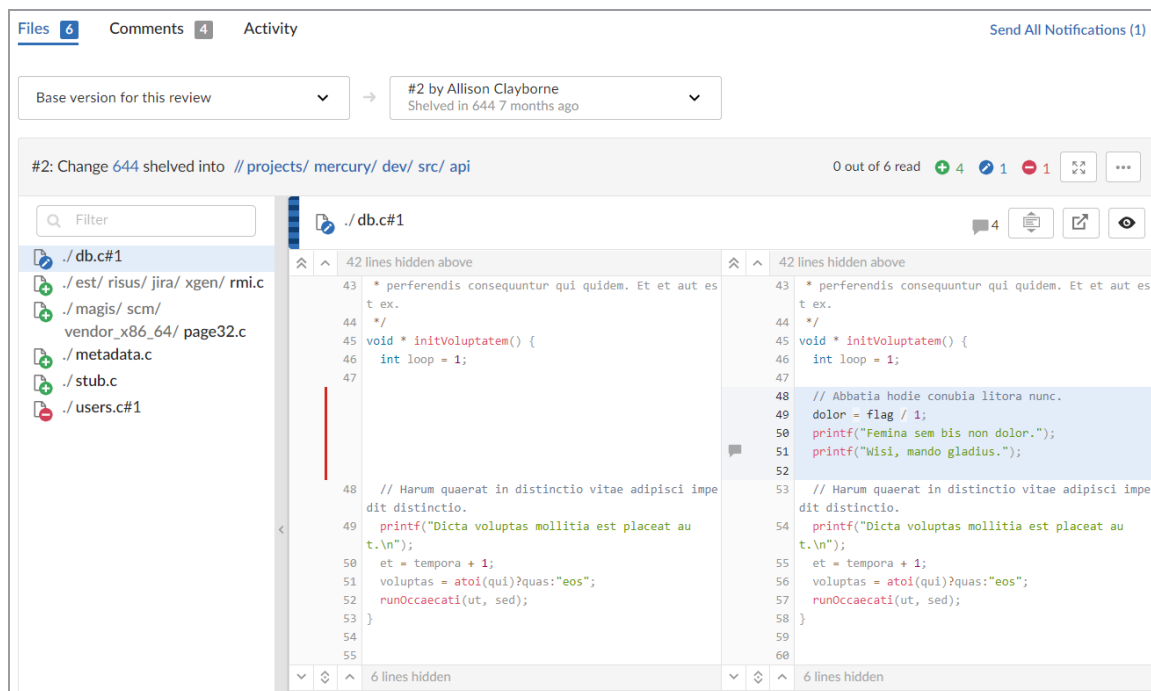 Files 6 Comments 4 Activity Send All Notifications (1)
Base version for this review
#2 by Allison Clayborne
Shelved in 644 7 months ago
#2: Change 644 shelved into // projects/ mercury/ dev/ src/ api
0 out of 6 read 4 1 1
Filter
./ db.c#1
./ est/ risus/ jira/ xgen/ rmi.c
./ magis/ scm/
vendor_x86_64/ page32.c
./ metadata.c
./ stub.c
./ users.c#1
./ db.c#1
4
42 lines hidden above
43 * perferendis consequuntur qui quidem. Et et aut es
t ex.
44 */
45 void * initVoluptatem() {
46 int loop = 1;
47
48 // Harum quaerat in distinctio vitae adipisci impe
dit distinctio.
49 printf("Dicta voluptas mollitia est placeat au
t.\n");
50 et = tempora + 1;
51 voluptas = atoi(qui)?quas:"eos";
52 runOccaecati(ut, sed);
53 }
54
55
6 lines hidden
42 lines hidden above
43 * perferendis consequuntur qui quidem. Et et aut es
t ex.
44 */
45 void * initVoluptatem() {
46 int loop = 1;
47
48 // Abbatia hodie conubia litora nunc.
49 dolor = flag / 1;
50 printf("Femina sem bis non dolor.");
51 printf("Wisi, mando gladius.");
52
53 // Harum quaerat in distinctio vitae adipisci impe
dit distinctio.
54 printf("Dicta voluptas mollitia est placeat au
t.\n");
55 et = tempora + 1;
56 voluptas = atoi(qui)?quas:"eos";
57 runOccaecati(ut, sed);
58 }
59
60
6 lines hidden